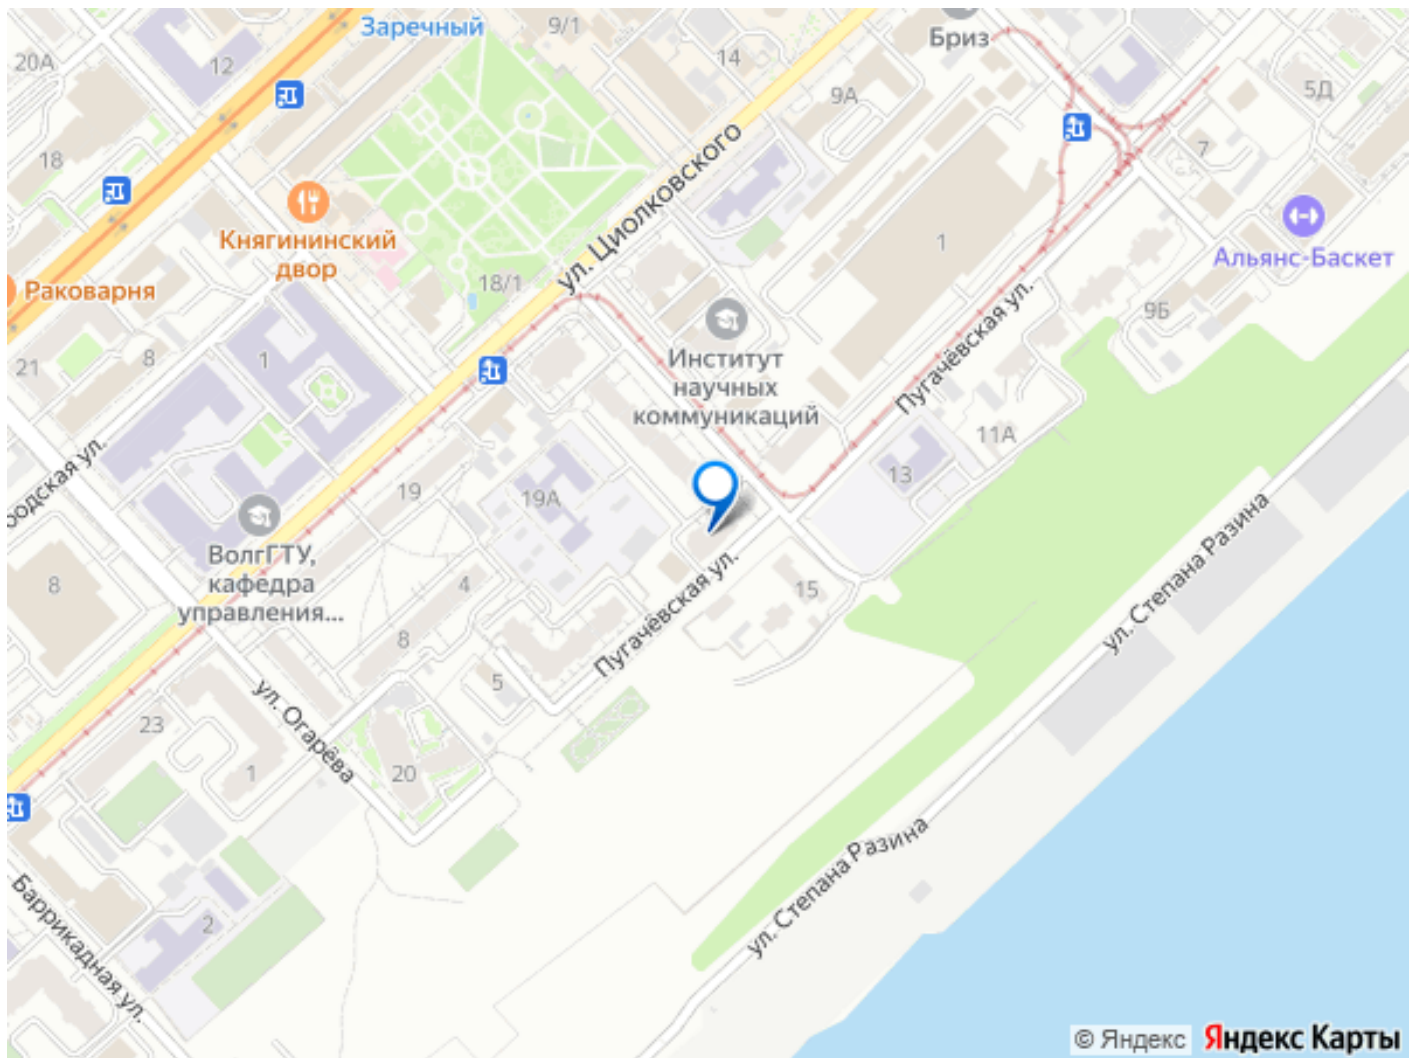 Заречный
9/1
14
Бриз
20А
12
9А
5Д
18
7
ул. Циолковского
Княгининский
двор
1
Альянс-Баскет
Раковарня
18/1
9Б
21
8
1
Институт
научных
коммуникаций
Пугачёвская ул.
11А
13
19
19А
одская ул.
ВолгГТУ,
кафедра
управления...
8
4
15
8
Пугачёвская ул.
ул. Степана Разина
5
ул. Огарёва
23
1
20
ул. Степана Разина
Баррикадная ул.
2
© Яндекс Яндекс Карты